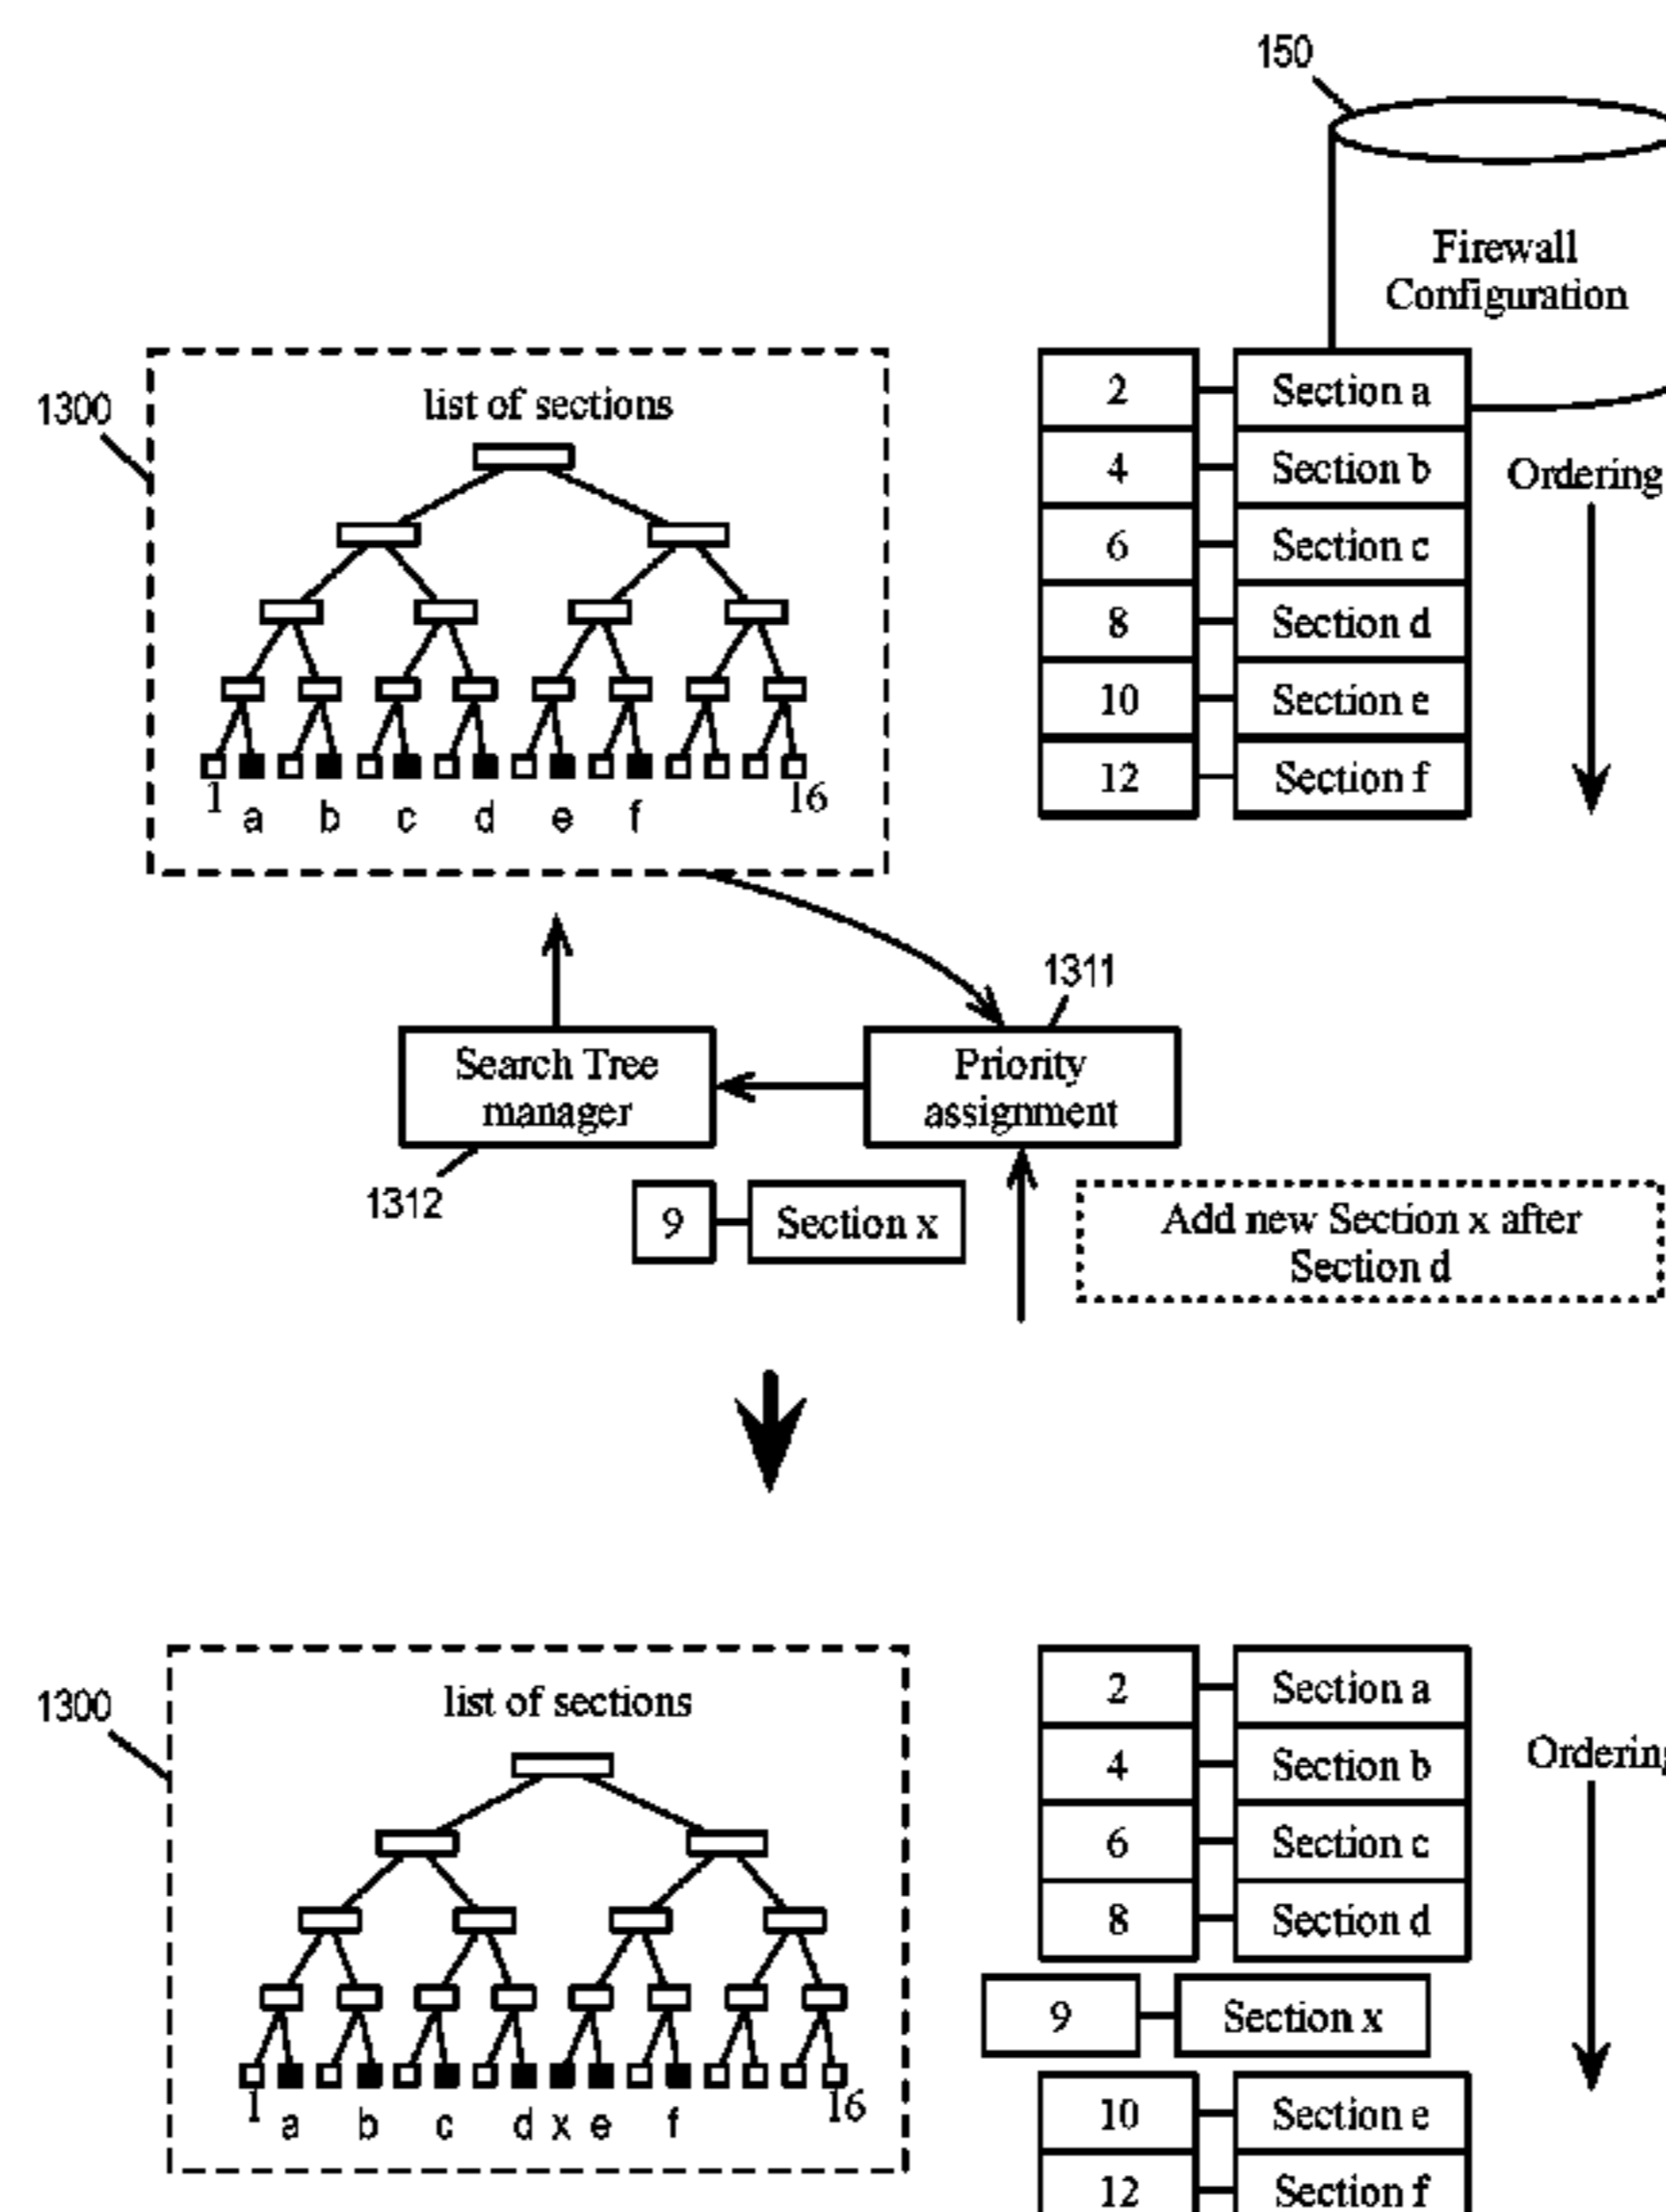 150
Firewall
Configuration
1300
list of sections
1
a
b
c
d
e
f
16
2
Section a
4
Section b
6
Section c
8
Section d
10
Section e
12
Section f
Ordering
1311
Search Tree
manager
Priority
assignment
1312
9
Section x
Add new Section x after
Section d
1300
list of sections
1
a
b
c
d
x
e
f
16
2
Section a
4
Section b
6
Section c
8
Section d
9
Section x
10
Section e
12
Section f
Ordering